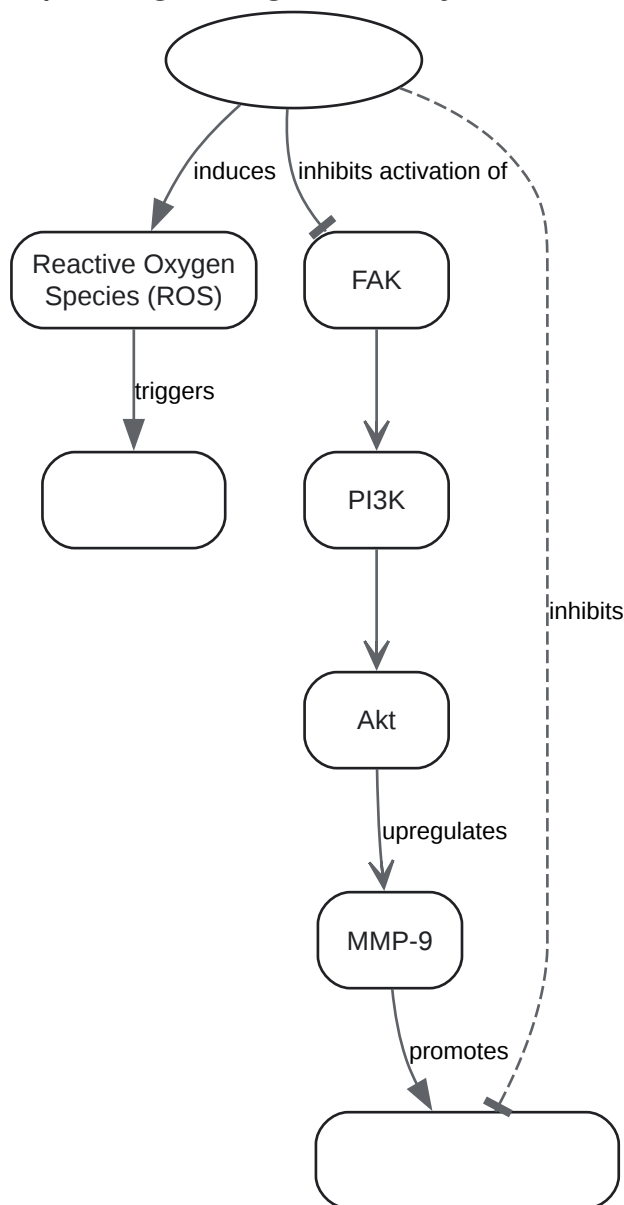 induces
inhibits activation of
Reactive Oxygen
Species (ROS)
FAK
triggers
PI3K
inhibits
Akt
upregulates
MMP-9
promotes